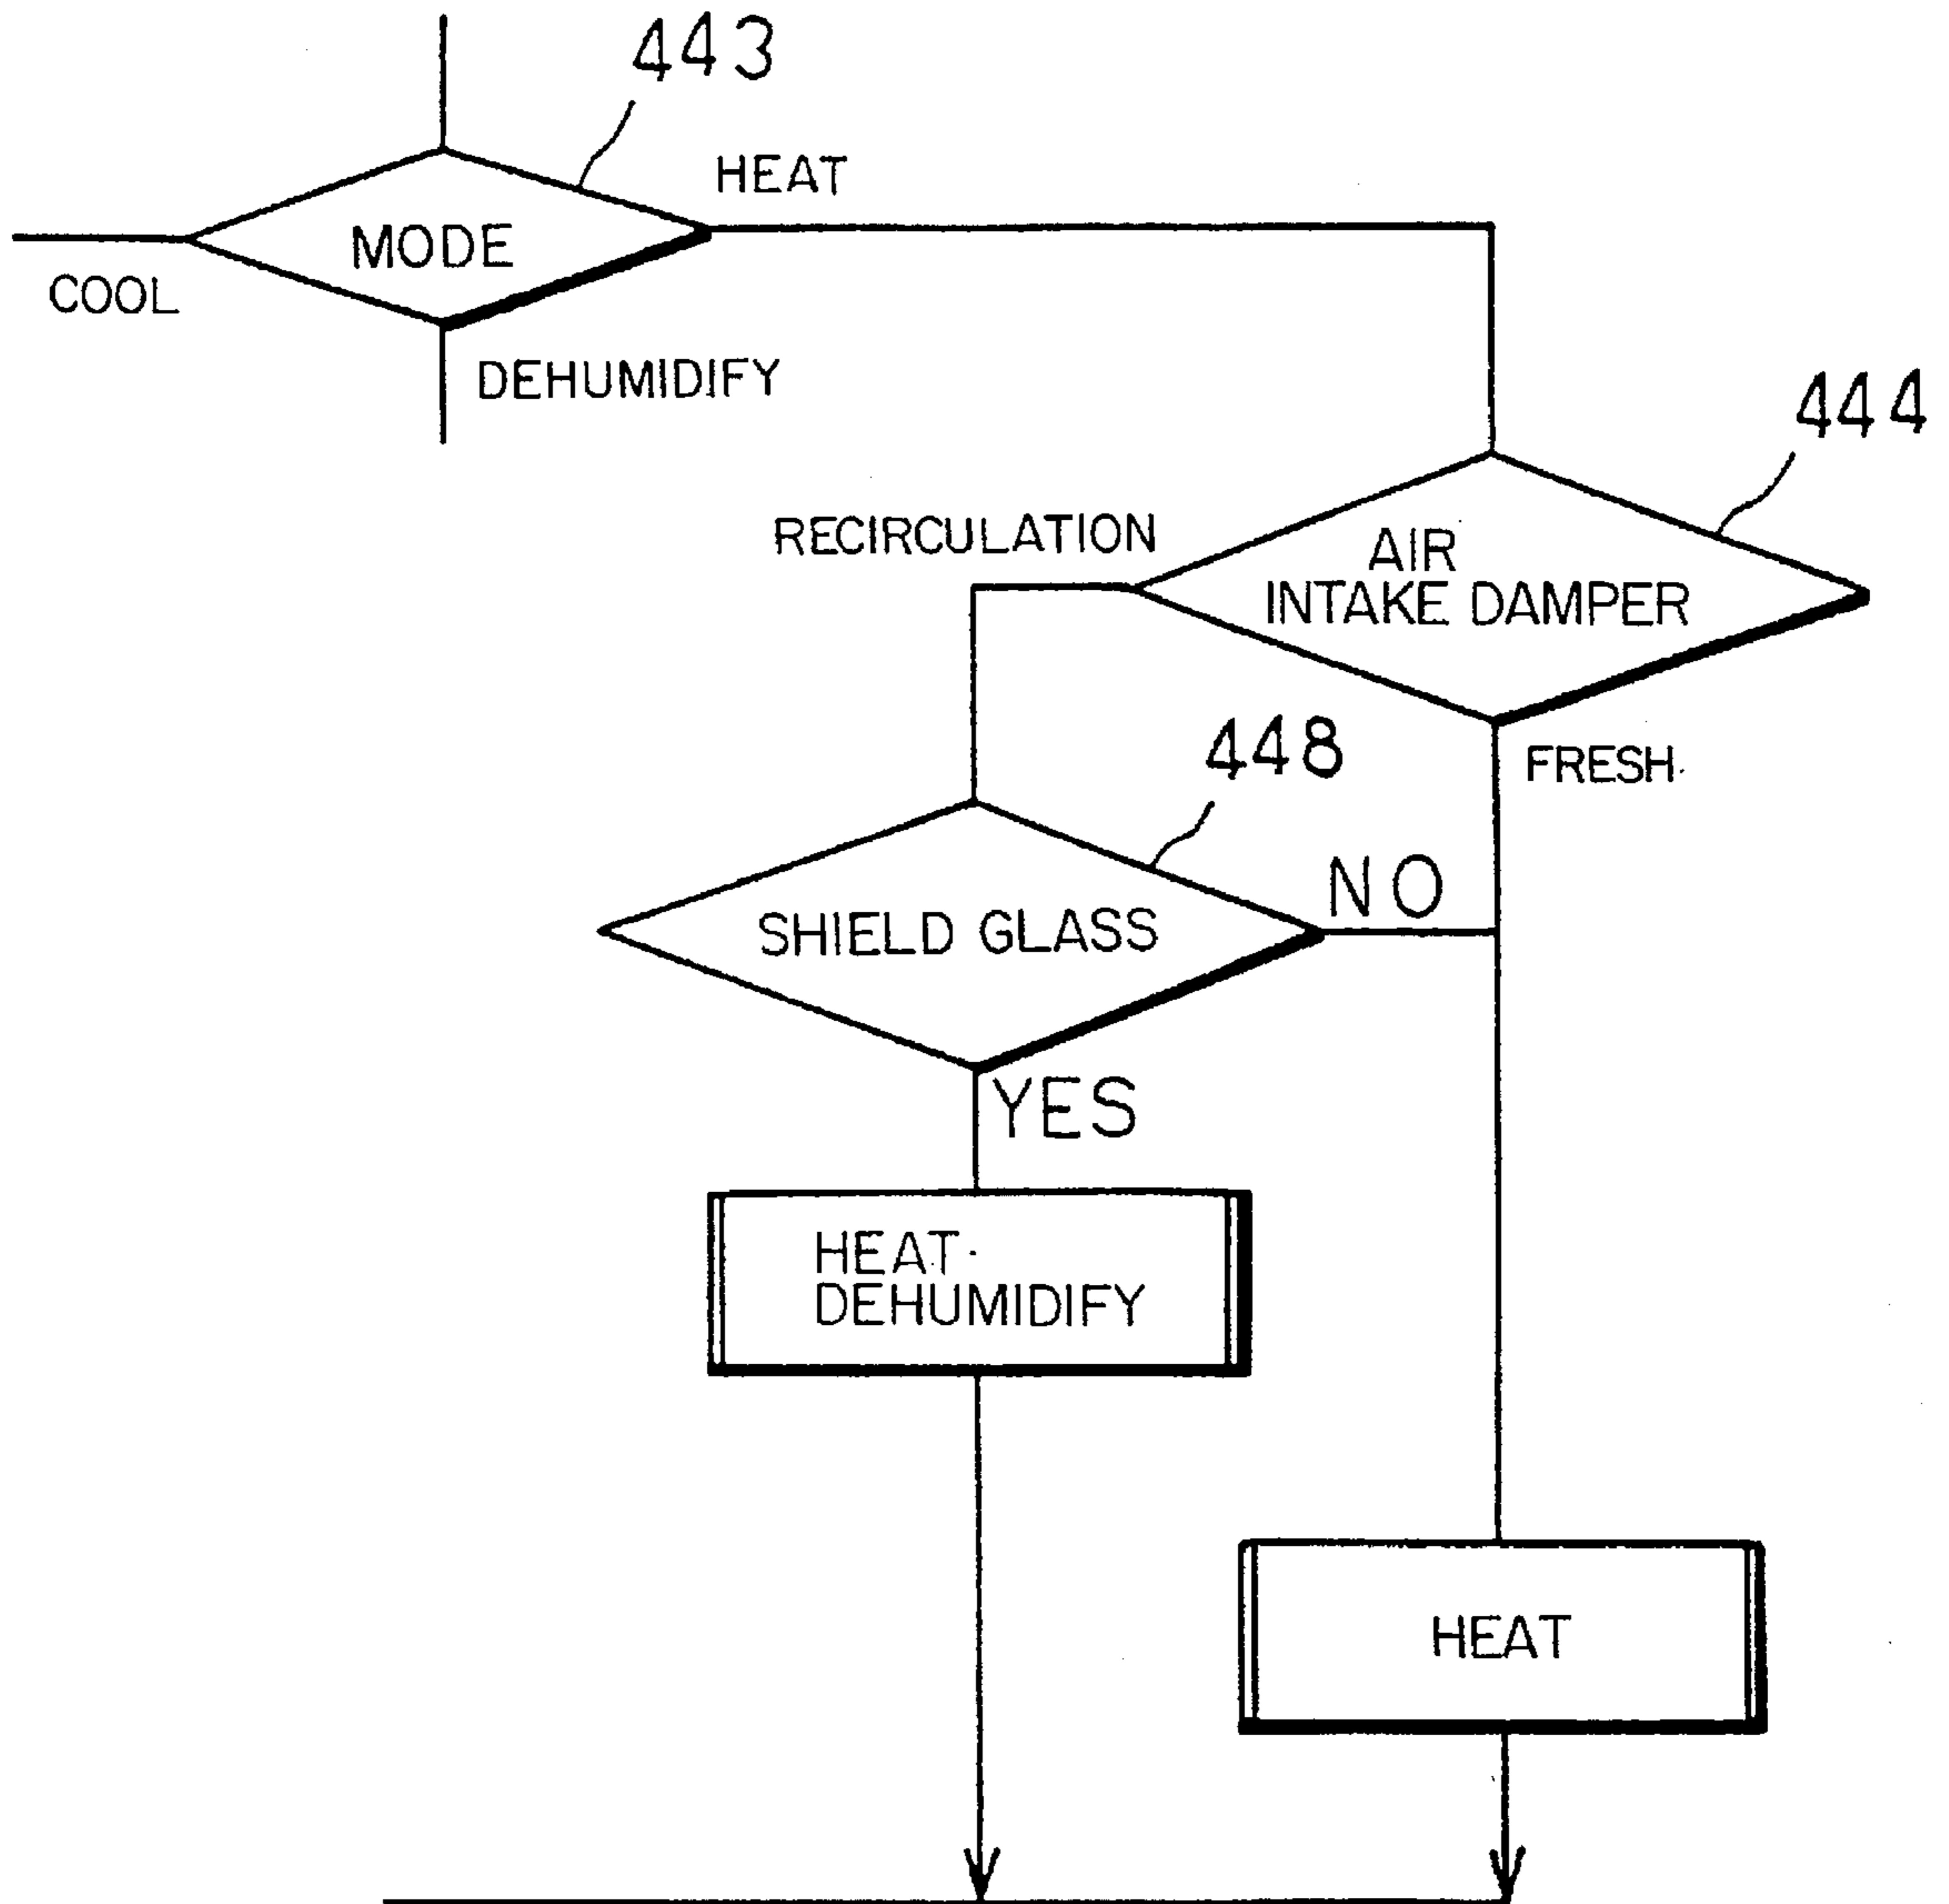 443
HEAT
MODE
COOL
DEHUMIDIFY
444
RECIRCULATION
AIR
INTAKE DAMPER
448
FRESH
NO
SHIELD GLASS
YES
HEAT
DEHUMIDIFY
HEAT